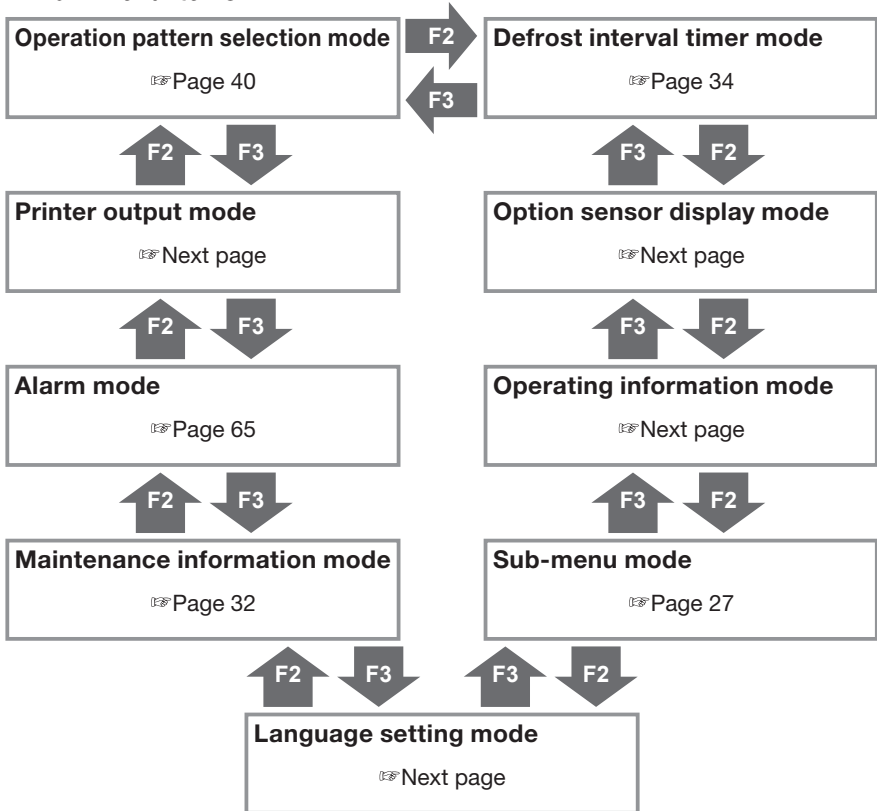 Operation pattern selection mode
☞Page 40
F2
F3
Defrost interval timer mode
☞Page 34
F2
F3
F3
F2
Printer output mode
☞Next page
Option sensor display mode
☞Next page
F2
F3
F3
F2
Alarm mode
☞Page 65
Operating information mode
☞Next page
F2
F3
F3
F2
Maintenance information mode
☞Page 32
Sub-menu mode
☞Page 27
F2
F3
F3
F2
Language setting mode
☞Next page